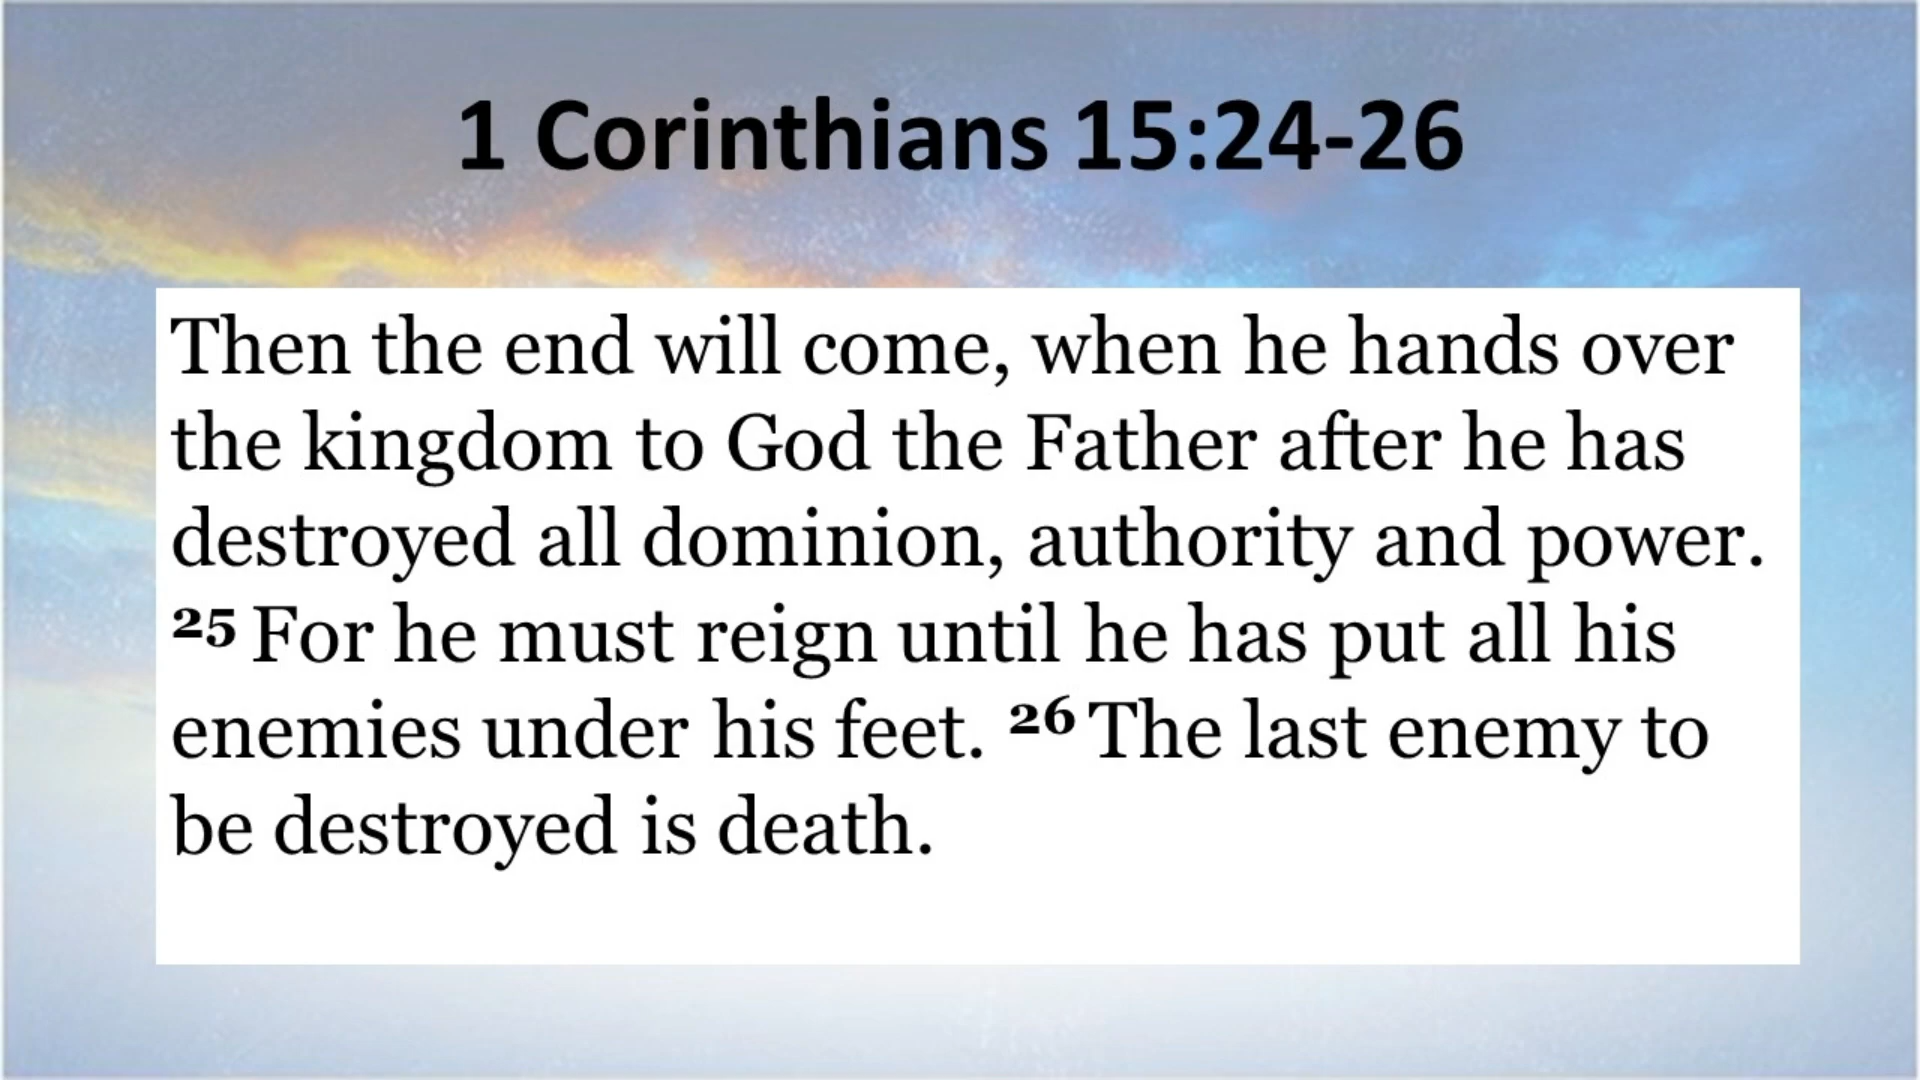 1 Corinthians 15:24-26
Then the end will come, when he hands over
the kingdom to God the Father after he has
destroyed all dominion, authority and power.
25 For he must reign until he has put all his
enemies under his feet. 26 The last enemy to
be destroyed is death.